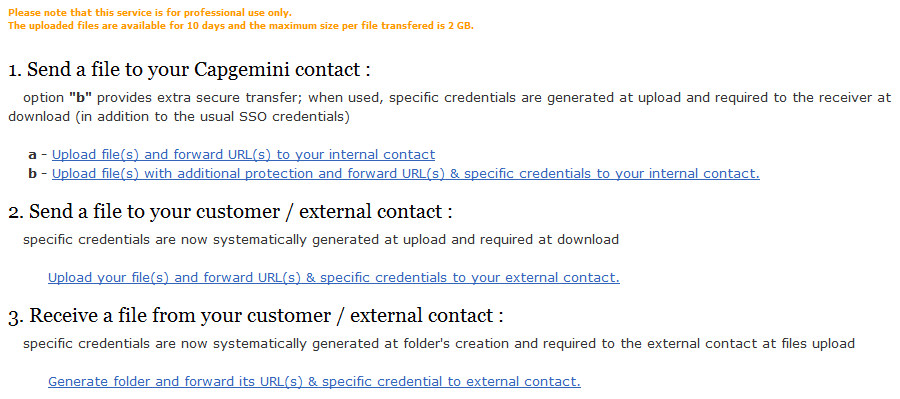 Please note that this service is for professional use only.
The uploaded files are available for 10 days and the maximum size per file transfered is 2 GB.
1. Send a file to your Capgemini contact :
option "b" provides extra secure transfer; when used, specific credentials are generated at upload and required to the receiver at
download (in addition to the usual SSO credentials)
a - Upload file(s) and forward URL(s) to your internal contact
b - Upload file(s) with additional protection and forward URL(s) & specific credentials to your internal contact.
2. Send a file to your customer / external contact :
specific credentials are now systematically generated at upload and required at download
Upload your file(s) and forward URL(s) & specific credentials to your external contact.
3. Receive a file from your customer / external contact :
specific credentials are now systematically generated at folder's creation and required to the external contact at files upload
Generate folder and forward its URL(s) & specific credential to external contact.